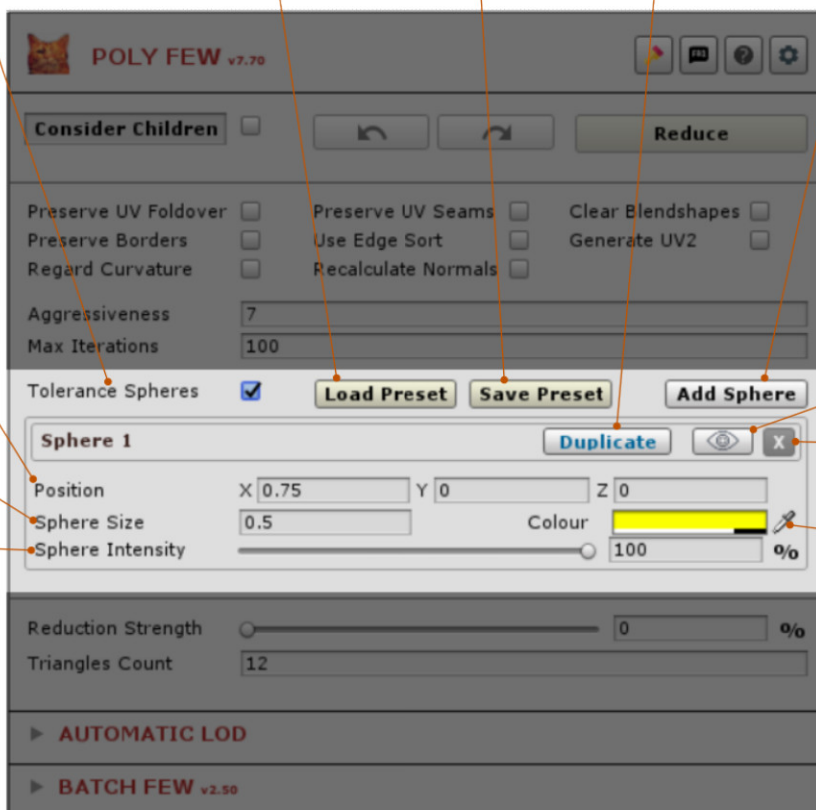 POLY FEW v7.70
FAQ
?
Consider Children
Reduce
Preserve UV Foldover Preserve UV Seams Clear Blendshapes
Preserve Borders Use Edge Sort Generate UV2
Regard Curvature Recalculate Normals
Aggressiveness 7
Max Iterations 100
Tolerance Spheres Load Preset Save Preset Add Sphere
Sphere 1 Duplicate X
Position X 0.75 Y 0 Z 0
Sphere Size 0.5 Colour
Sphere Intensity 100 %
Reduction Strength 0 %
Triangles Count 12
AUTOMATIC LOD
BATCH FEW v2.50